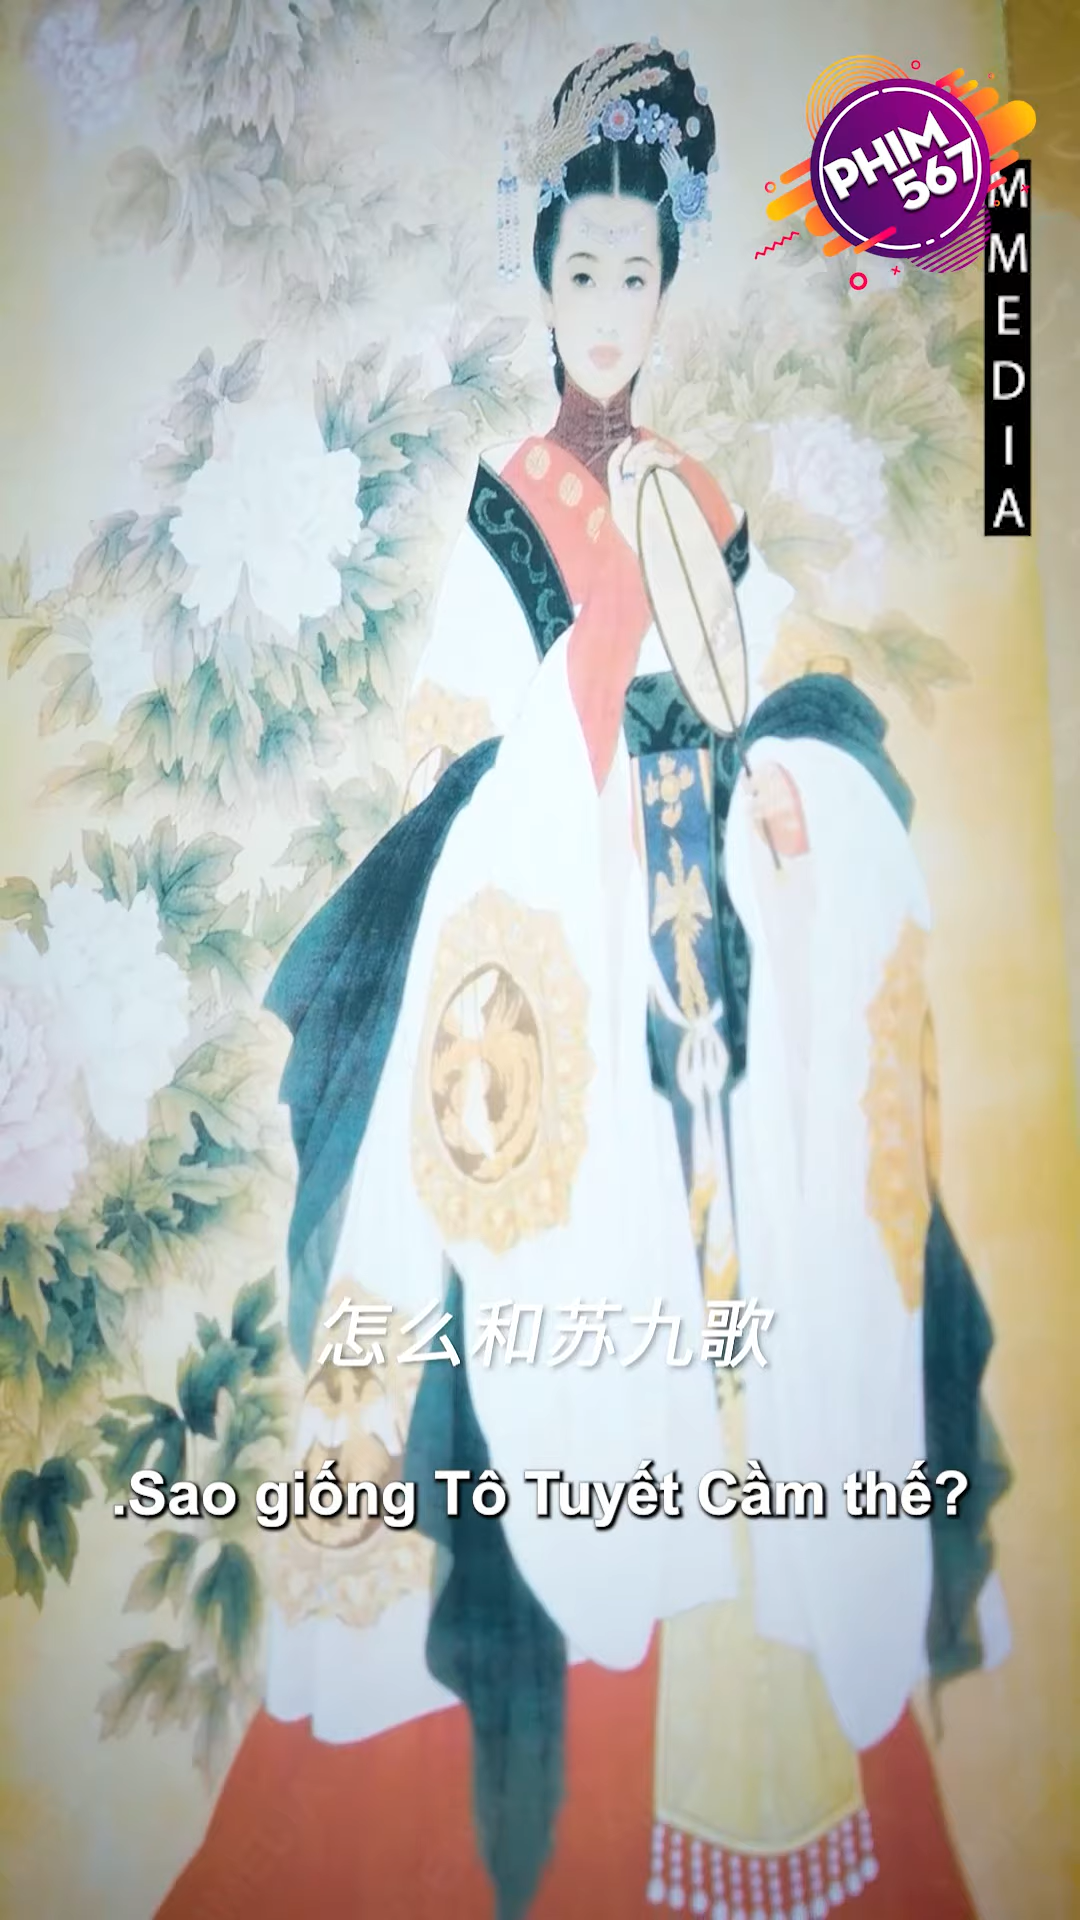 PHIM
567
MMEDIA
怎么和苏九歌
.Sao giống Tô Tuyết Cầm thế?